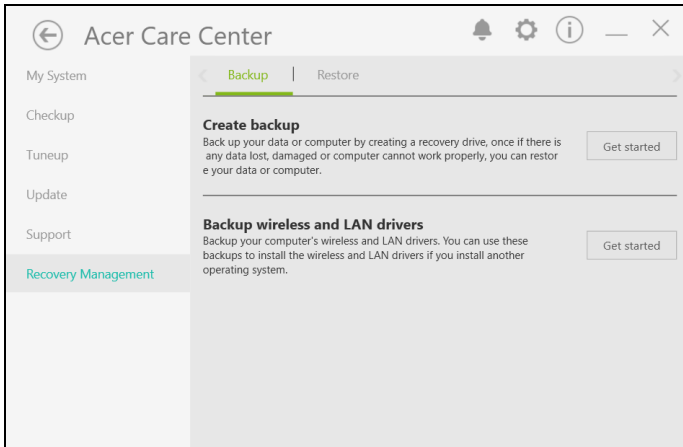 Acer Care Center
My System
Checkup
Tuneup
Update
Support
Recovery Management
Backup
Restore
Create backup
Back up your data or computer by creating a recovery drive, once if there is
any data lost, damaged or computer cannot work properly, you can restor
e your data or computer.
Get started
Backup wireless and LAN drivers
Backup your computer's wireless and LAN drivers. You can use these
backups to install the wireless and LAN drivers if you install another
operating system.
Get started